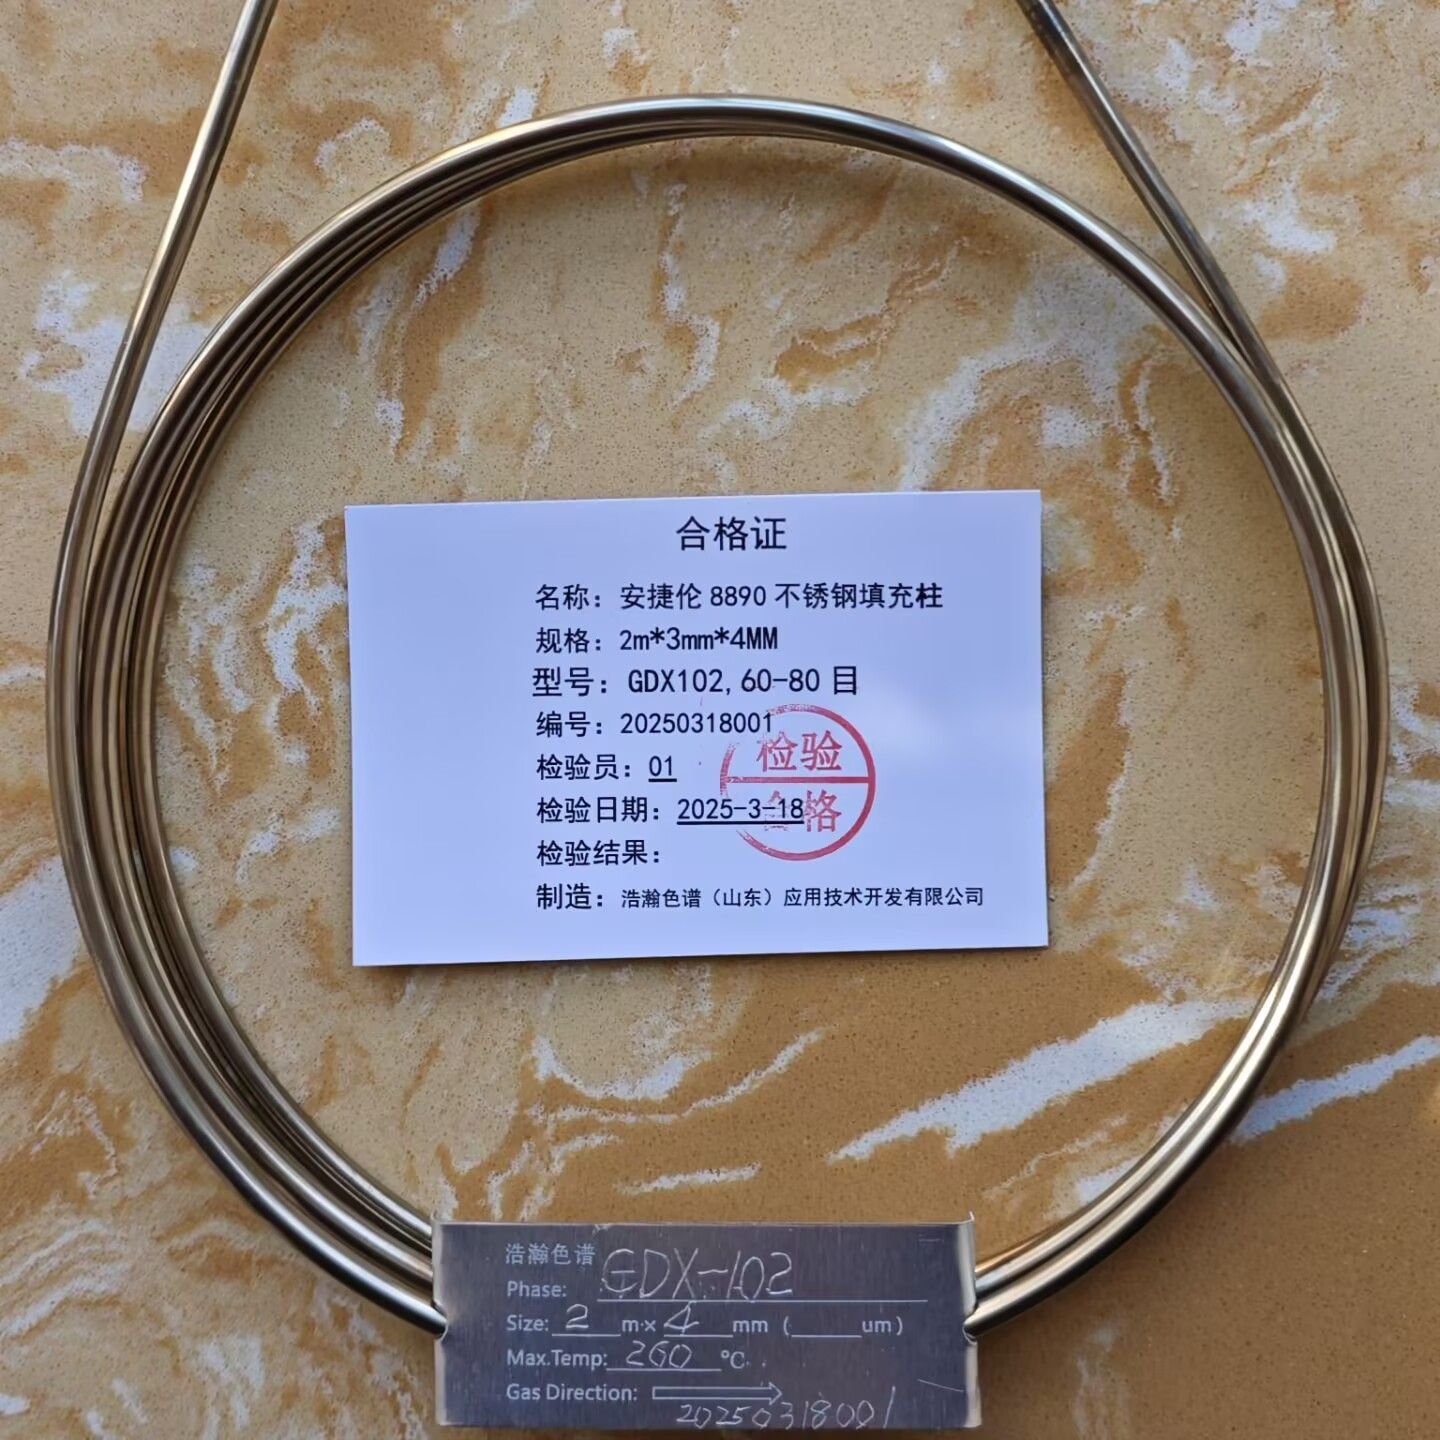 合格证
名称：安捷伦 8890 不锈钢填充柱
规格：2m*3mm*4MM
型号：GDX102,60-80 目
编号：20250318001
检验员：01
检验日期：2025-3-18
检验结果：
制造：浩瀚色谱（山东）应用技术开发有限公司
检验
合格
浩瀚色谱
Phase: GDX-102
Size: 2 m× 4 mm (      um)
Max.Temp: 260 ℃
Gas Direction:
20250318001